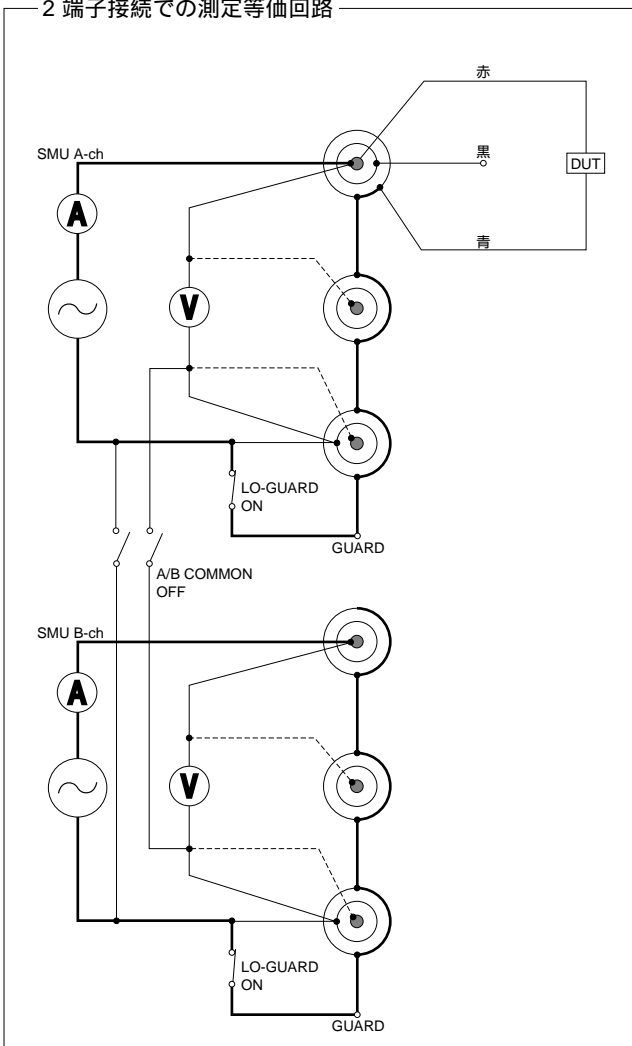 2 端子接続での測定等価回路
赤
SMU A-ch
黒
DUT
A
青
V
LO-GUARD
ON
GUARD
A/B COMMON
OFF
SMU B-ch
A
V
LO-GUARD
ON
GUARD